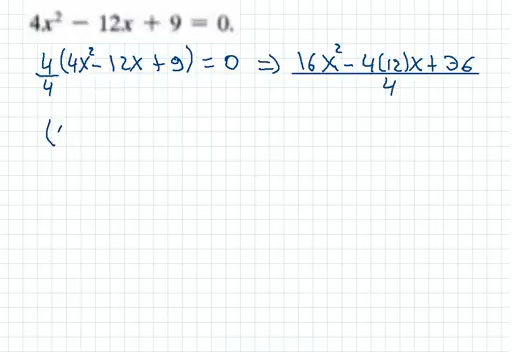 4x² − 12x + 9 = 0.
4/4 (4x² − 12x + 9) = 0 ⇒ 16x² − 4(12)x + 36 / 4
(